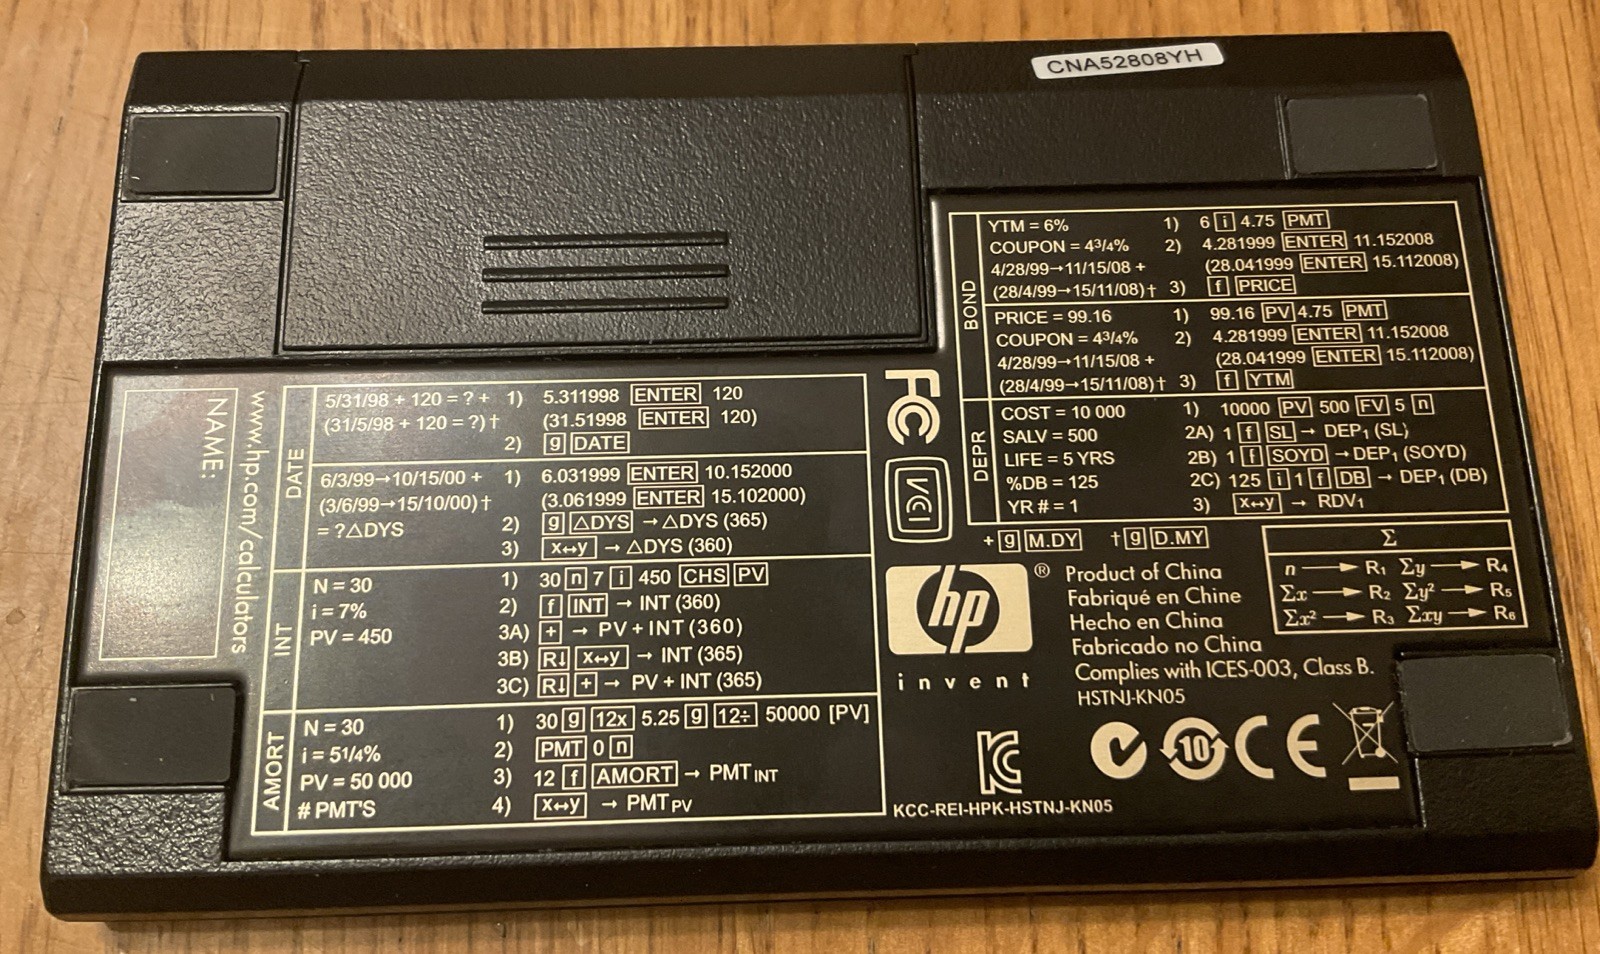 CNA52808YH
BOND
YTM = 6% 1) 6 i 4.75 PMT
COUPON = 4 3/4% 2) 4.281999 ENTER 11.152008
4/28/99→11/15/08 + (28.041999 ENTER 15.112008)
(28/4/99→15/11/08)† 3) f PRICE
PRICE = 99.16 1) 99.16 PV 4.75 PMT
COUPON = 4 3/4% 2) 4.281999 ENTER 11.152008
4/28/99→11/15/08 + (28.041999 ENTER 15.112008)
(28/4/99→15/11/08)† 3) f YTM
DEPR
COST = 10 000 1) 10000 PV 500 FV 5 n
SALV = 500 2A) 1 f SL → DEP₁ (SL)
LIFE = 5 YRS 2B) 1 f SOYD → DEP₁ (SOYD)
%DB = 125 2C) 125 i 1 f DB → DEP₁ (DB)
YR # = 1 3) x↔y → RDV₁
+ g M.DY † g D.MY
NAME:
www.hp.com/calculators
DATE
5/31/98 + 120 = ? + 1) 5.311998 ENTER 120
(31/5/98 + 120 = ?) † (31.51998 ENTER 120)
2) g DATE
6/3/99→10/15/00 + 1) 6.031999 ENTER 10.152000
(3/6/99→15/10/00) † (3.061999 ENTER 15.102000)
= ?△DYS 2) g △DYS → △DYS (365)
3) x↔y → △DYS (360)
INT
N = 30 1) 30 n 7 i 450 CHS PV
i = 7% 2) f INT → INT (360)
PV = 450 3A) + → PV + INT (360)
3B) R↓ x↔y → INT (365)
3C) R↓ + → PV + INT (365)
AMORT
N = 30 1) 30 g 12x 5.25 g 12÷ 50000 [PV]
i = 5 1/4% 2) PMT 0 n
PV = 50 000 3) 12 f AMORT → PMT INT
# PMT'S 4) x↔y → PMT PV
FC
VCI
hp ®
invent
Product of China
Fabriqué en Chine
Hecho en China
Fabricado no China
Complies with ICES-003, Class B.
HSTNJ-KN05
Σ
n → R₁ Σy → R₄
Σx → R₂ Σy² → R₅
Σx² → R₃ Σxy → R₆
10 CE
KCC-REI-HPK-HSTNJ-KN05